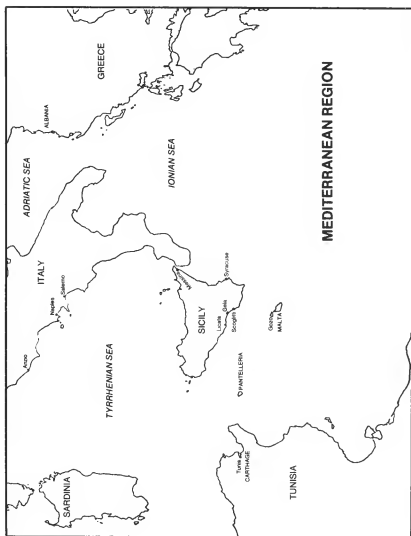 Anzio
ADRIATIC SEA
ITALY
ALBANIA
Naples
Salerno
SARDINIA
GREECE
TYRRHENIAN SEA
IONIAN SEA
Messina
SICILY
Licata
Gela
Syracuse
Scoglitti
Tunis
PANTELLERIA
CARTHAGE
Gozo
MALTA
TUNISIA
MEDITERRANEAN REGION